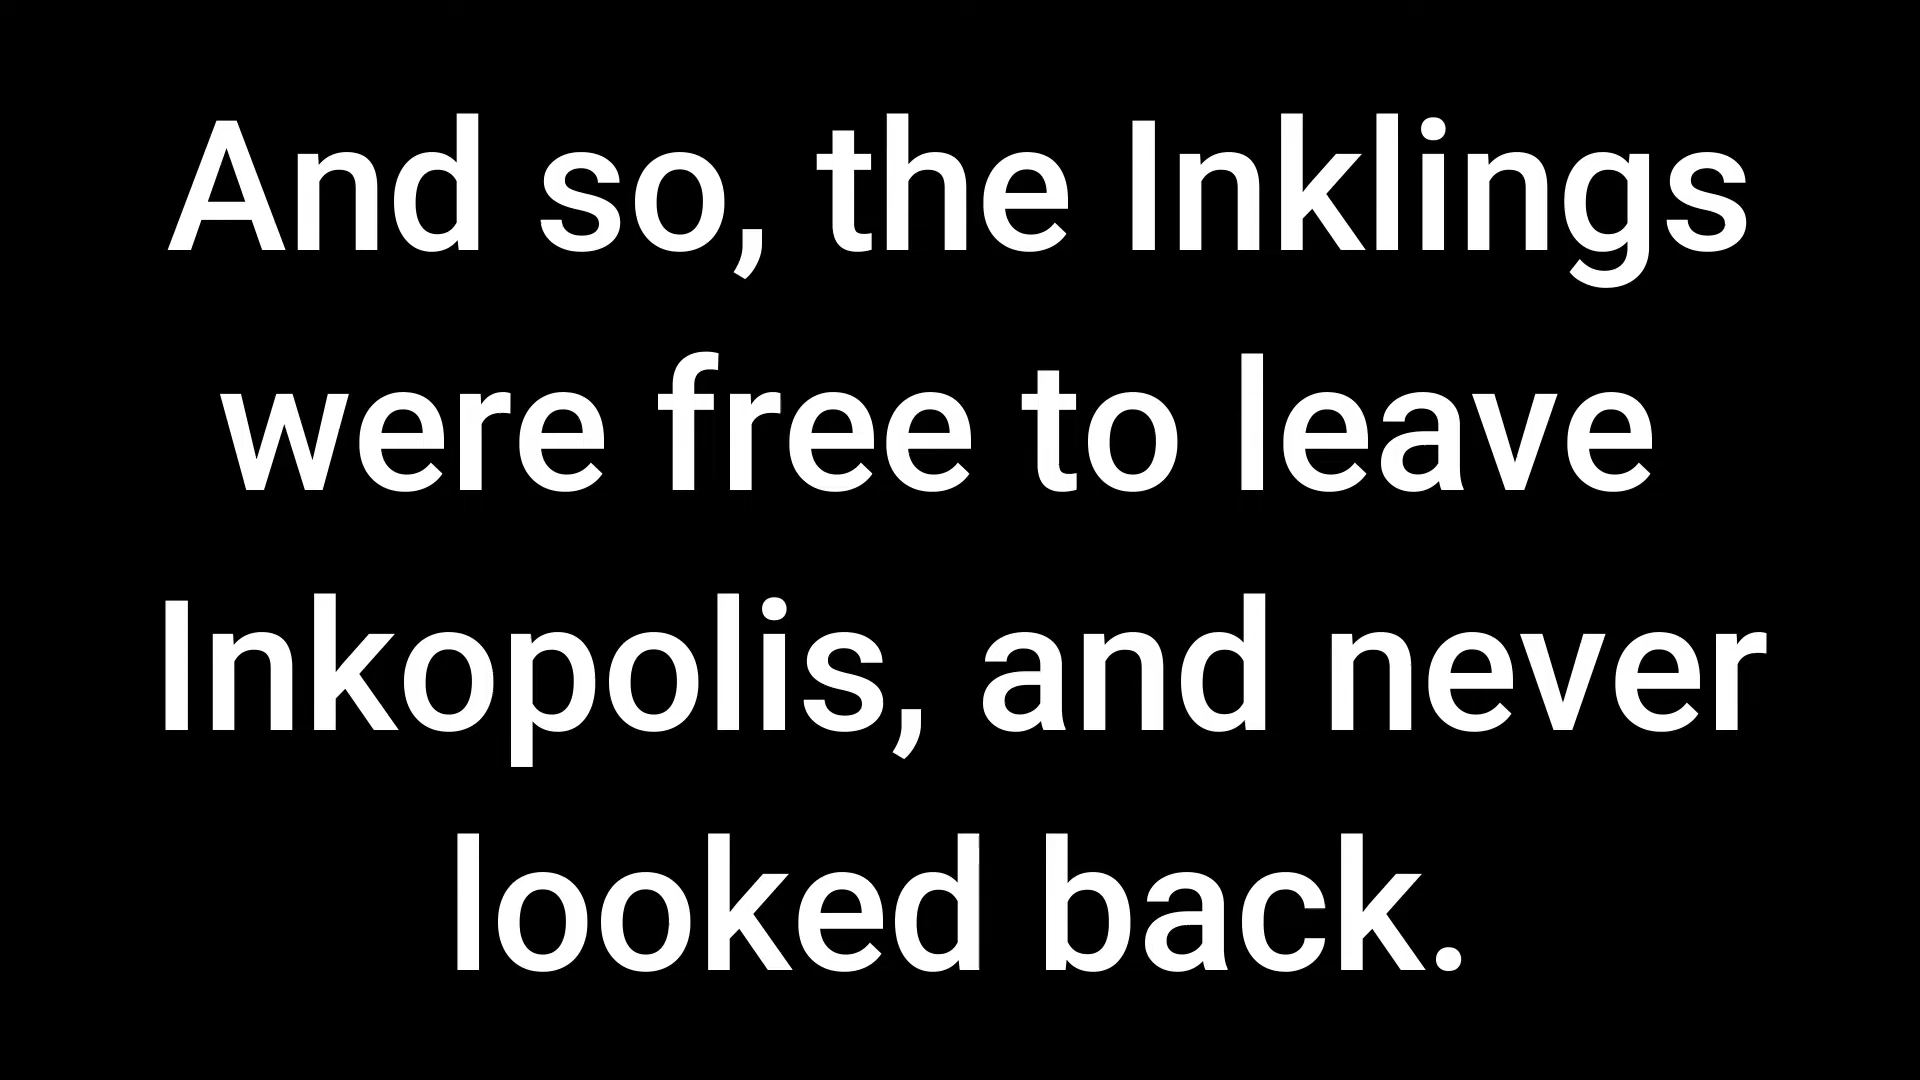 And so, the Inklings
were free to leave
Inkopolis, and never
looked back.